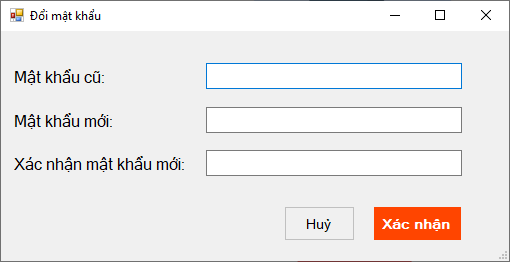 Đổi mật khẩu
Mật khẩu cũ:
Mật khẩu mới:
Xác nhận mật khẩu mới:
Huỷ
Xác nhận